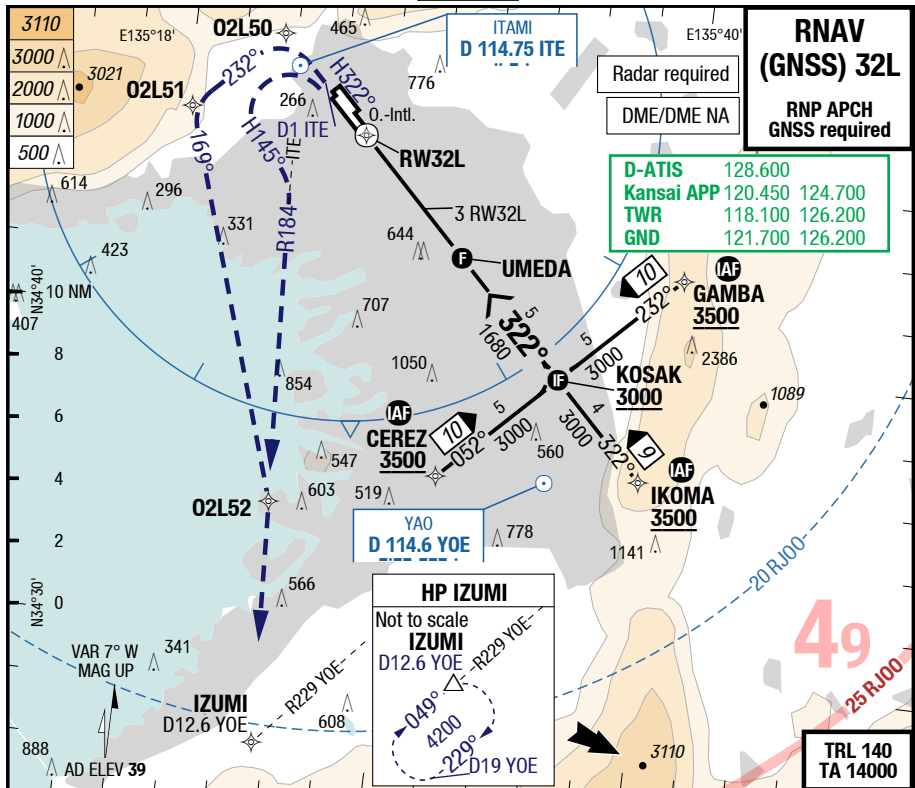 3110
3000
2000
1000
500
3021
E135°18'
O2L50
465
ITAMI
D 114.75 ITE
E135°40'
RNAV
(GNSS) 32L
RNP APCH
GNSS required
Radar required
DME/DME NA
776
232°
O2L51
266
D1 ITE
H322°
O.-Intl.
RW32L
H145°
ITE
169°
R184
D-ATIS 128.600
Kansai APP 120.450 124.700
TWR 118.100 126.200
GND 121.700 126.200
614
296
331
423
3 RW32L
644
F
UMEDA
N34°40'
10 NM
407
707
10
232°
IAF
GAMBA
3500
5
322°
1680
5
3000
2386
8
854
1050
IF
KOSAK
3000
1089
6
IAF
CEREZ
3500
10
052°
5
3000
4
3000
322°
9
560
IAF
IKOMA
3500
4
547
603
519
O2L52
YAO
D 114.6 YOE
778
1141
2
20 RJOO
N34°30'
0
566
HP IZUMI
Not to scale
IZUMI
D12.6 YOE
R229 YOE
049°
4200
229°
D19 YOE
VAR 7° W
MAG UP
341
IZUMI
D12.6 YOE
R229 YOE
608
49
25 RJOO
888
AD ELEV 39
3110
TRL 140
TA 14000